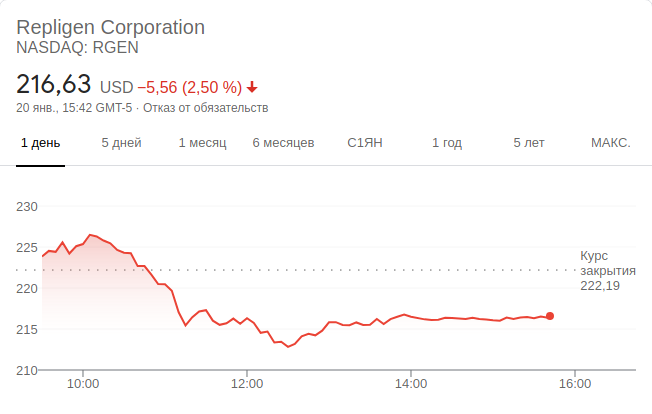 Repligen Corporation
NASDAQ: RGEN
216,63 USD −5,56 (2,50 %)
20 янв., 15:42 GMT-5 · Отказ от обязательств
1 день 5 дней 1 месяц 6 месяцев С1ЯН 1 год 5 лет МАКС.
230
225
220
215
210
Курс
закрытия
222,19
10:00 12:00 14:00 16:00